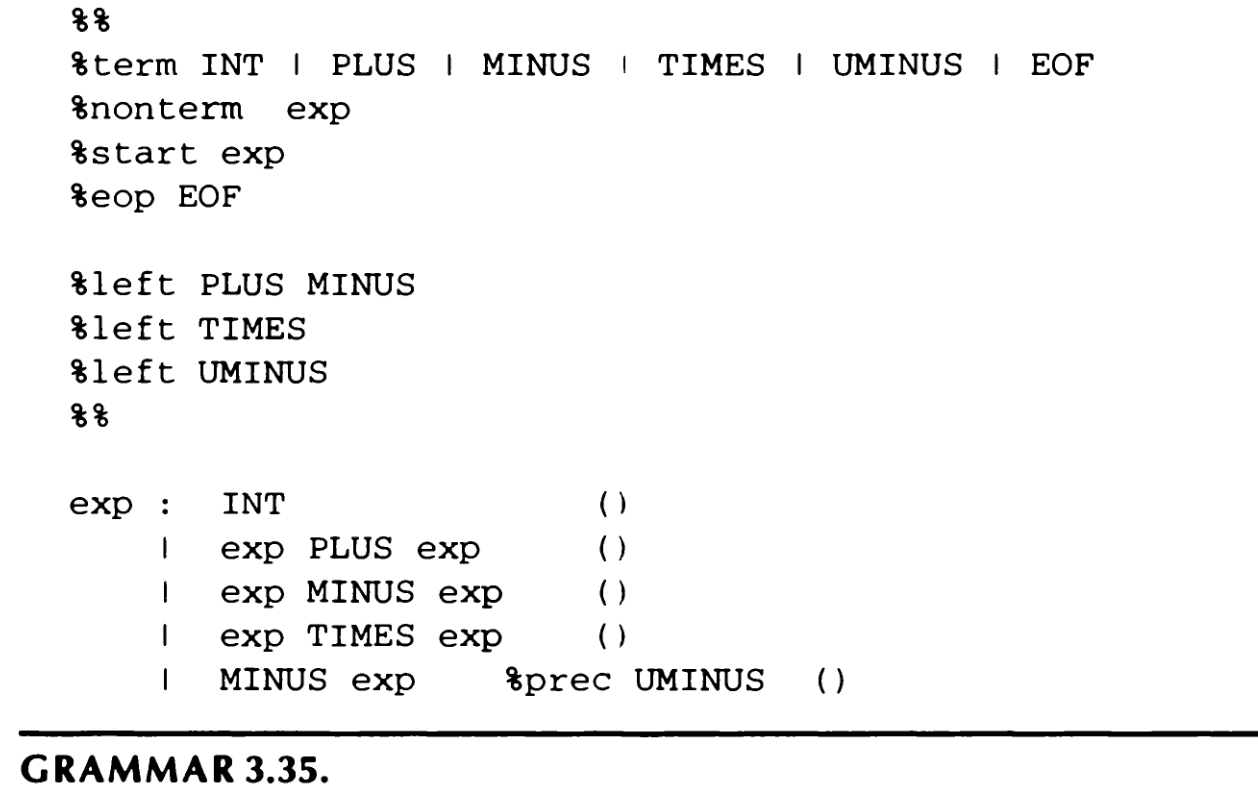 %%
%term INT | PLUS | MINUS | TIMES | UMINUS | EOF
%nonterm exp
%start exp
%eop EOF
%left PLUS MINUS
%left TIMES
%left UMINUS
%%
exp : INT ()
| exp PLUS exp ()
| exp MINUS exp ()
| exp TIMES exp ()
| MINUS exp %prec UMINUS ()
GRAMMAR 3.35.